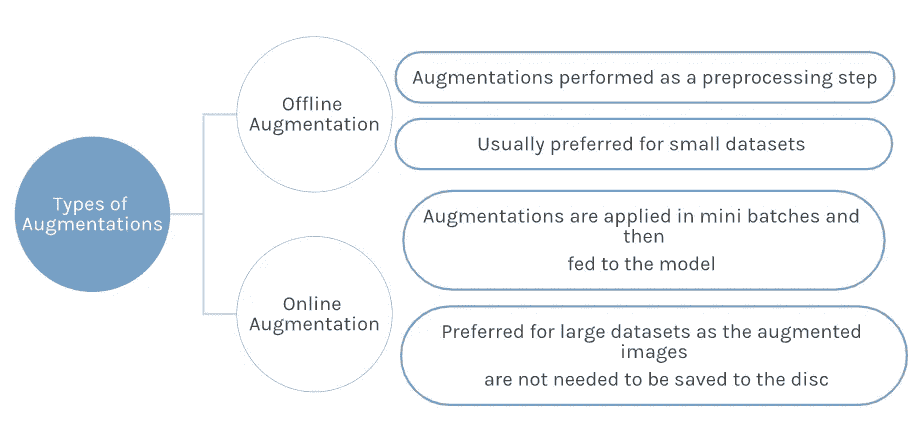 Types of
Augmentations
Offline
Augmentation
Augmentations performed as a preprocessing step
Usually preferred for small datasets
Online
Augmentation
Augmentations are applied in mini batches and
then
fed to the model
Preferred for large datasets as the augmented
images
are not needed to be saved to the disc